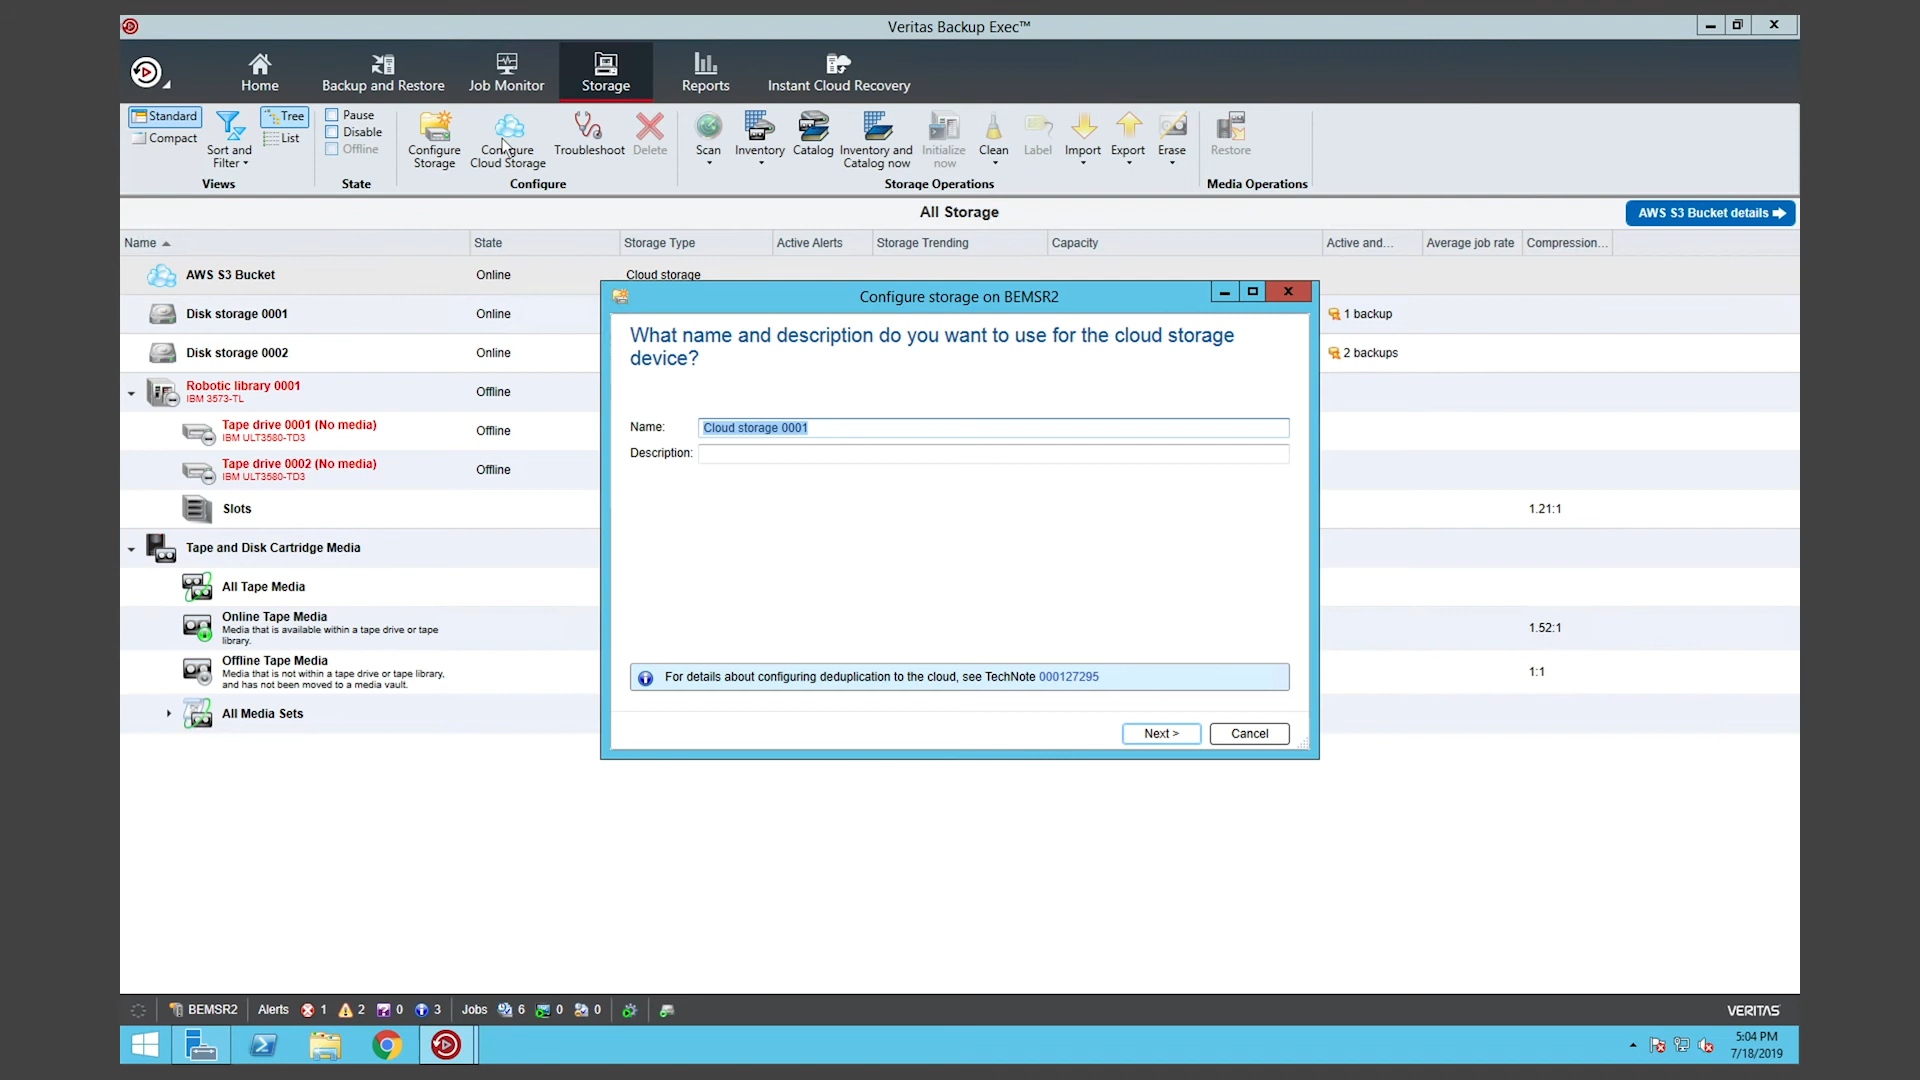 Veritas Backup Exec™
Home
Backup and Restore
Job Monitor
Storage
Reports
Instant Cloud Recovery
Standard
Compact
Sort and
Filter
Tree
List
Views
Pause
Disable
Offline
State
Configure
Storage
Configure
Cloud Storage
Troubleshoot
Delete
Configure
Scan
Inventory
Catalog
Inventory and
Catalog now
Initialize
now
Clean
Label
Import
Export
Erase
Storage Operations
Restore
Media Operations
All Storage
AWS S3 Bucket details
Name
State
Storage Type
Active Alerts
Storage Trending
Capacity
Active and...
Average job rate
Compression...
AWS S3 Bucket
Online
Cloud storage
Disk storage 0001
Online
1 backup
Disk storage 0002
Online
2 backups
Robotic library 0001
IBM 3573-TL
Offline
Tape drive 0001 (No media)
IBM ULT3580-TD3
Offline
Tape drive 0002 (No media)
IBM ULT3580-TD3
Offline
Slots
1.21:1
Tape and Disk Cartridge Media
All Tape Media
Online Tape Media
Media that is available within a tape drive or tape
library.
1.52:1
Offline Tape Media
Media that is not within a tape drive or tape library,
and has not been moved to a media vault.
1:1
All Media Sets
Configure storage on BEMSR2
What name and description do you want to use for the cloud storage
device?
Name:
Cloud storage 0001
Description:
For details about configuring deduplication to the cloud, see TechNote 000127295
Next >
Cancel
BEMSR2
Alerts
1
2
0
3
Jobs
6
0
0
VERITAS
5:04 PM
7/18/2019